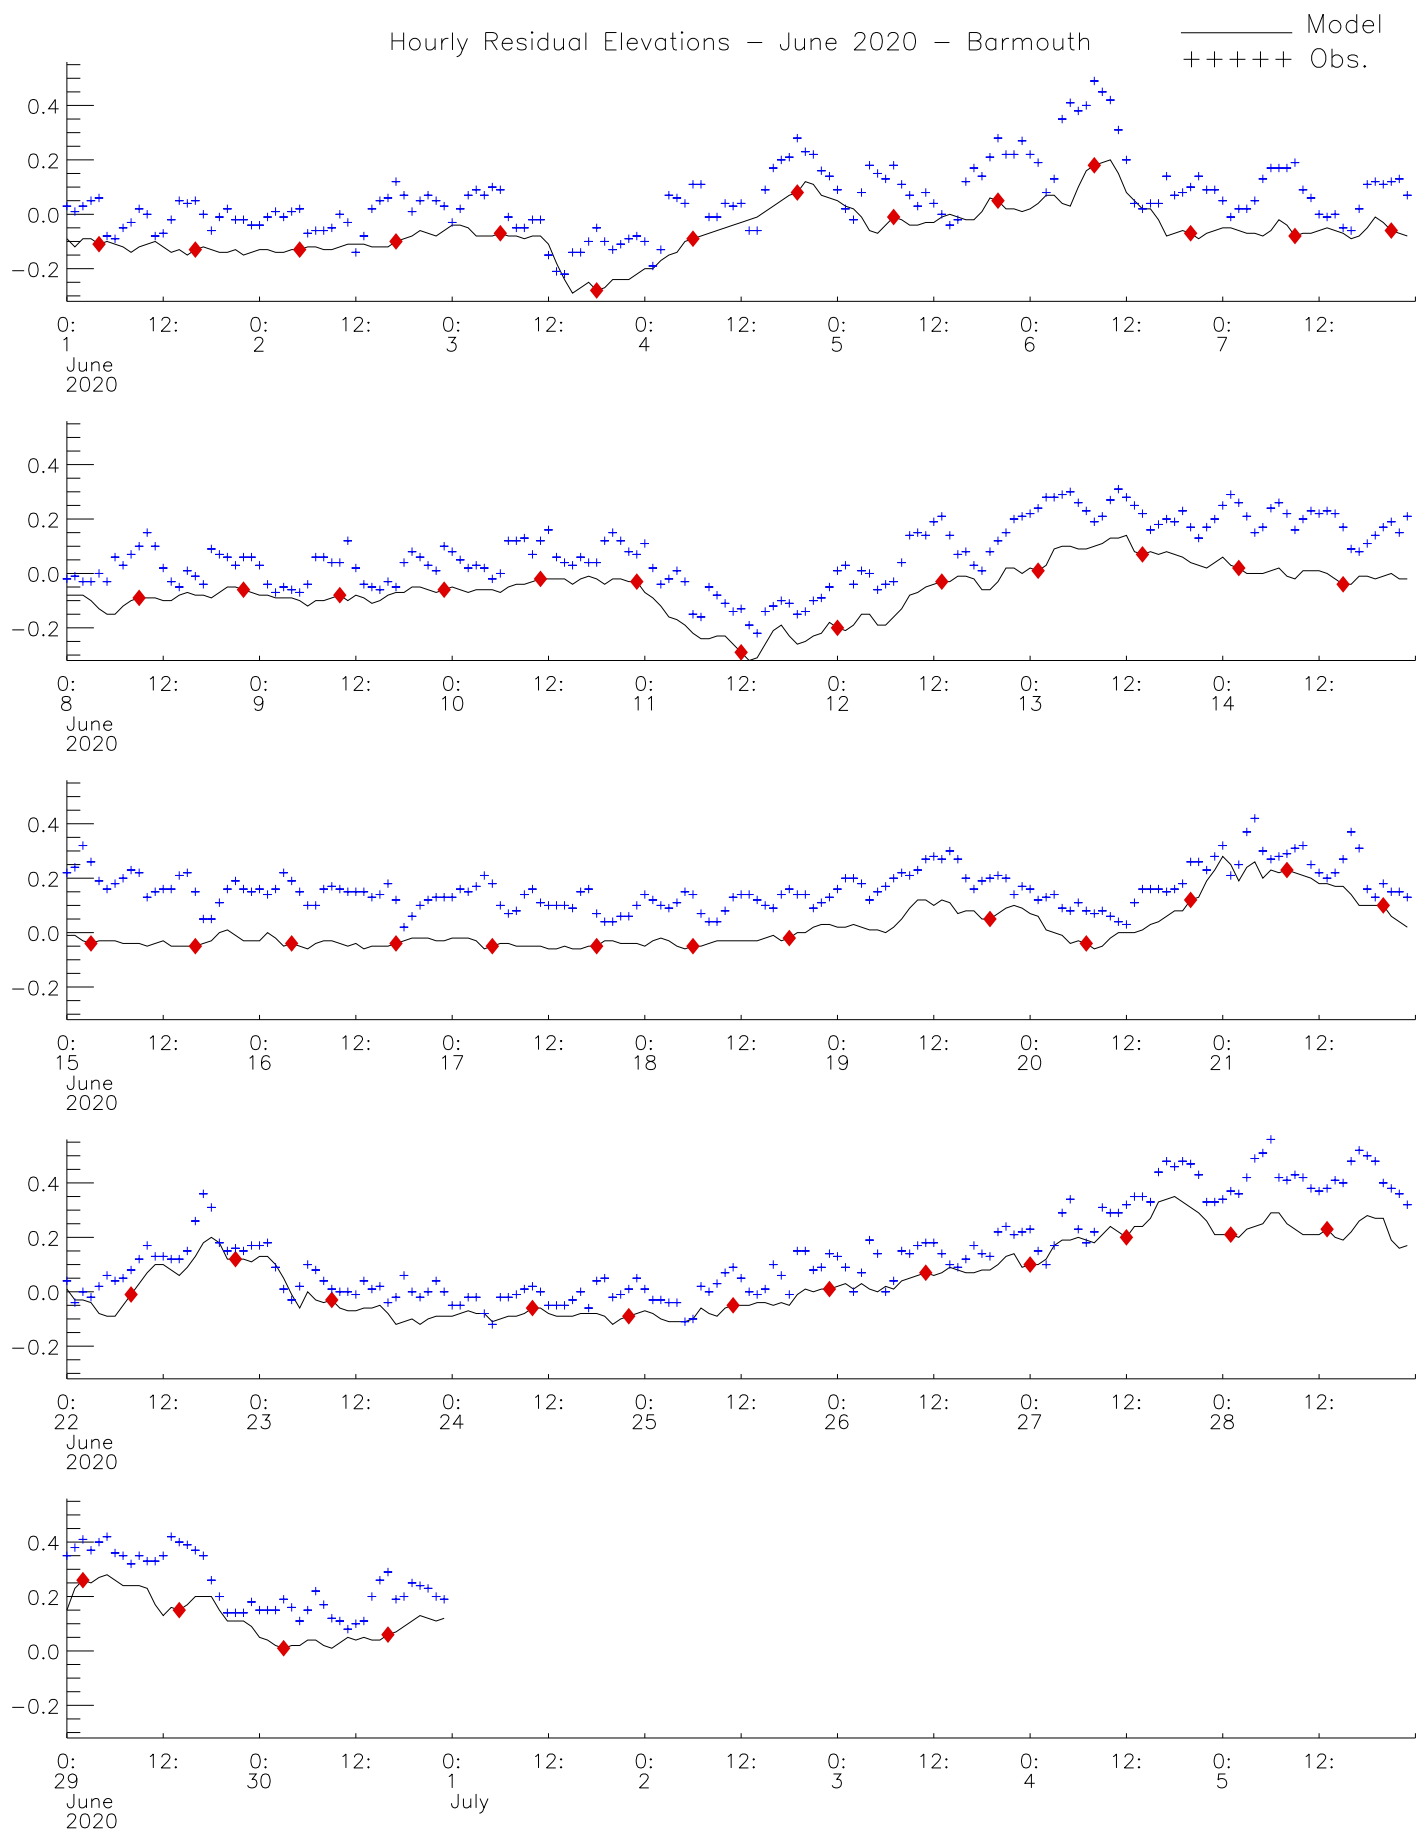 Hourly Residual Elevations – June 2020 – Barmouth
Model
+++++ Obs.
0.4
0.2
0.0
−0.2
0: 12: 0: 12: 0: 12: 0: 12: 0: 12: 0: 12: 0: 12:
1 2 3 4 5 6 7
June
2020
0.4
0.2
0.0
−0.2
0: 12: 0: 12: 0: 12: 0: 12: 0: 12: 0: 12: 0: 12:
8 9 10 11 12 13 14
June
2020
0.4
0.2
0.0
−0.2
0: 12: 0: 12: 0: 12: 0: 12: 0: 12: 0: 12: 0: 12:
15 16 17 18 19 20 21
June
2020
0.4
0.2
0.0
−0.2
0: 12: 0: 12: 0: 12: 0: 12: 0: 12: 0: 12: 0: 12:
22 23 24 25 26 27 28
June
2020
0.4
0.2
0.0
−0.2
0: 12: 0: 12: 0: 12: 0: 12: 0: 12: 0: 12: 0: 12:
29 30 1 2 3 4 5
June July
2020